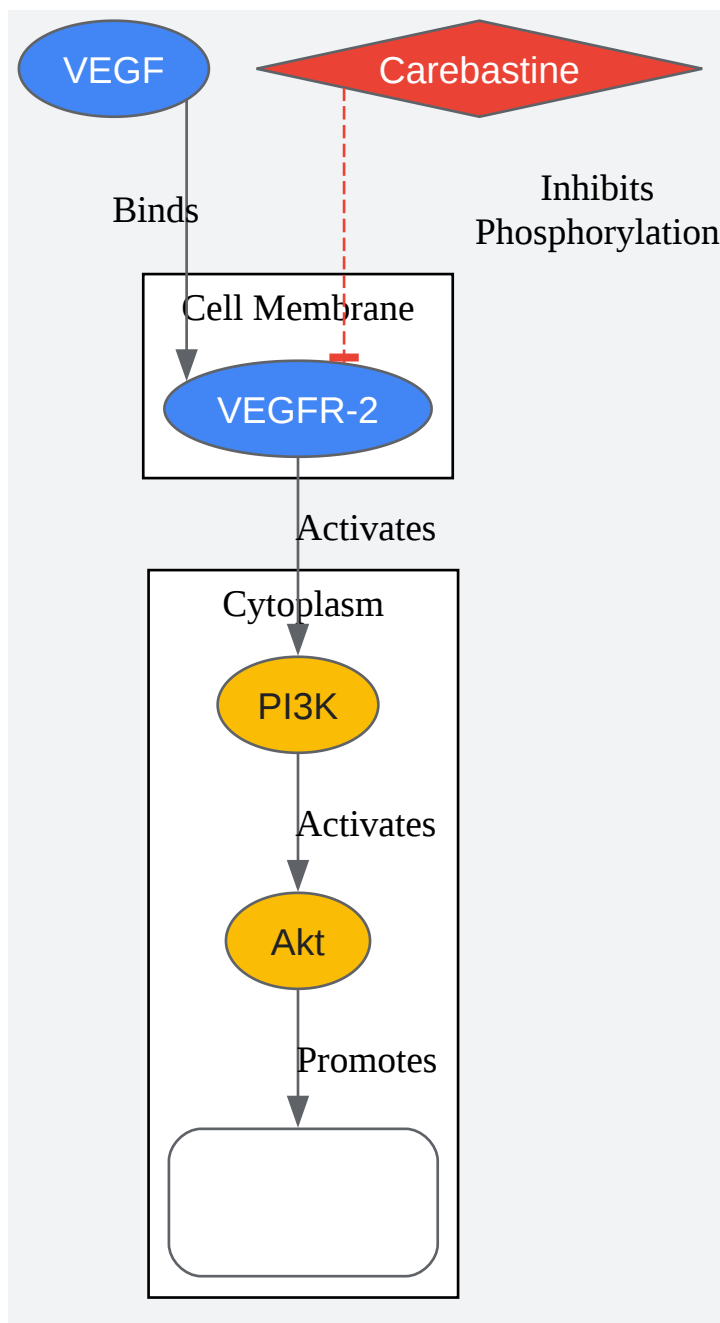 VEGF
Carebastine
Binds
Inhibits
Phosphorylation
Cell Membrane
VEGFR-2
Activates
Cytoplasm
PI3K
Activates
Akt
Promotes